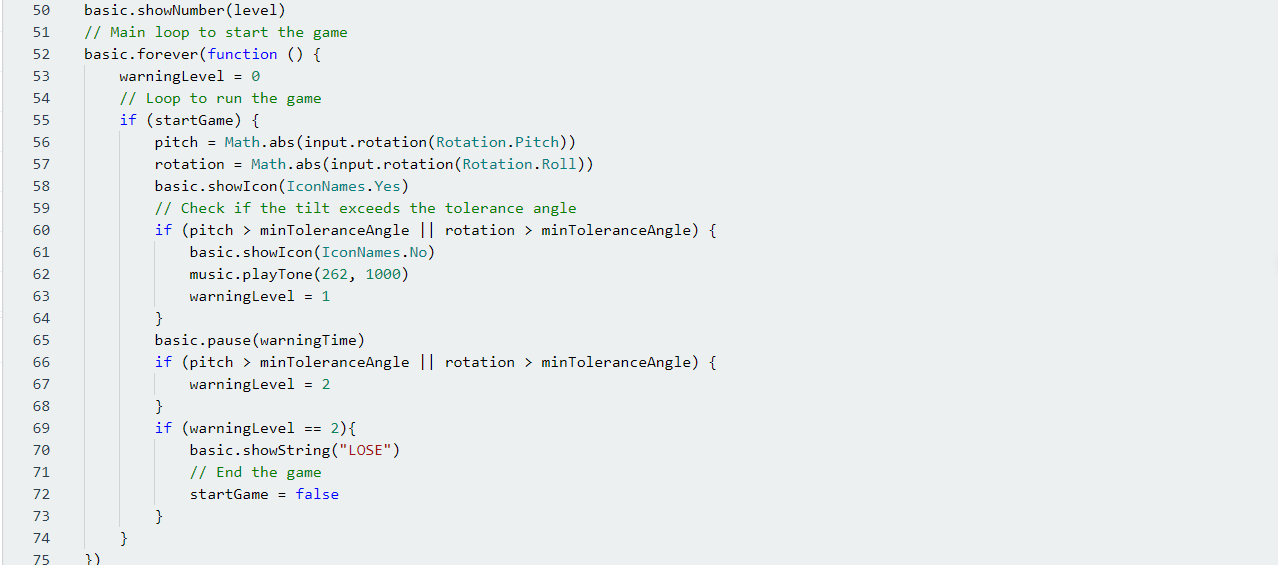 50 basic.showNumber(level)
51 // Main loop to start the game
52 basic.forever(function () {
53     warningLevel = 0
54     // Loop to run the game
55     if (startGame) {
56         pitch = Math.abs(input.rotation(Rotation.Pitch))
57         rotation = Math.abs(input.rotation(Rotation.Roll))
58         basic.showIcon(IconNames.Yes)
59         // Check if the tilt exceeds the tolerance angle
60         if (pitch > minToleranceAngle || rotation > minToleranceAngle) {
61             basic.showIcon(IconNames.No)
62             music.playTone(262, 1000)
63             warningLevel = 1
64         }
65         basic.pause(warningTime)
66         if (pitch > minToleranceAngle || rotation > minToleranceAngle) {
67             warningLevel = 2
68         }
69         if (warningLevel == 2){
70             basic.showString("LOSE")
71             // End the game
72             startGame = false
73         }
74     }
75 })